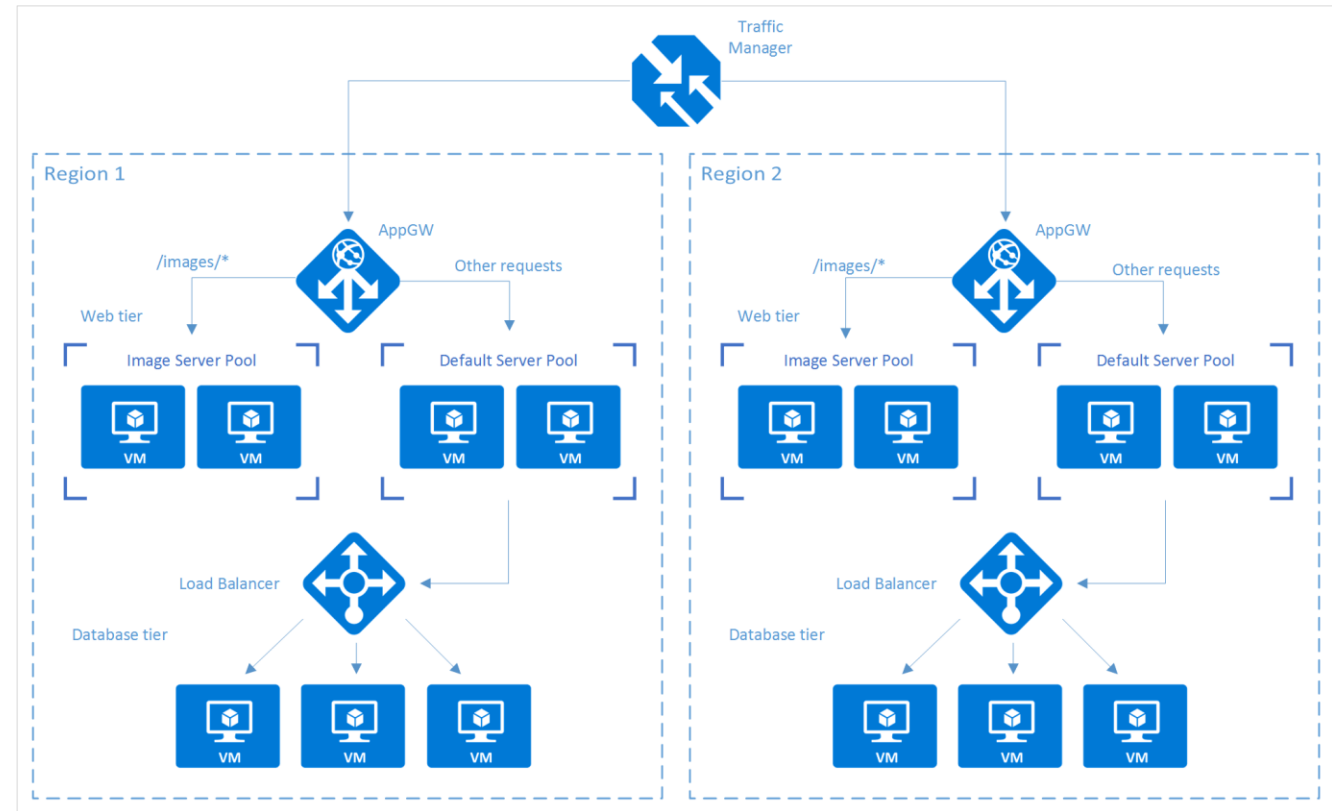 Traffic
Manager
Region 1
AppGW
/images/*
Other requests
Web tier
Image Server Pool
Default Server Pool
VM
VM
VM
VM
Load Balancer
Database tier
VM
VM
VM
Region 2
AppGW
/images/*
Other requests
Web tier
Image Server Pool
Default Server Pool
VM
VM
VM
VM
Load Balancer
Database tier
VM
VM
VM